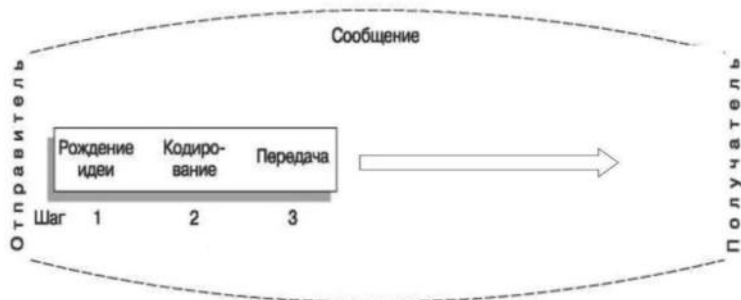 Сообщение
Отправитель
Рождение идеи
Кодиро-
вание
Передача
Шаг 1 2 3
Получатель